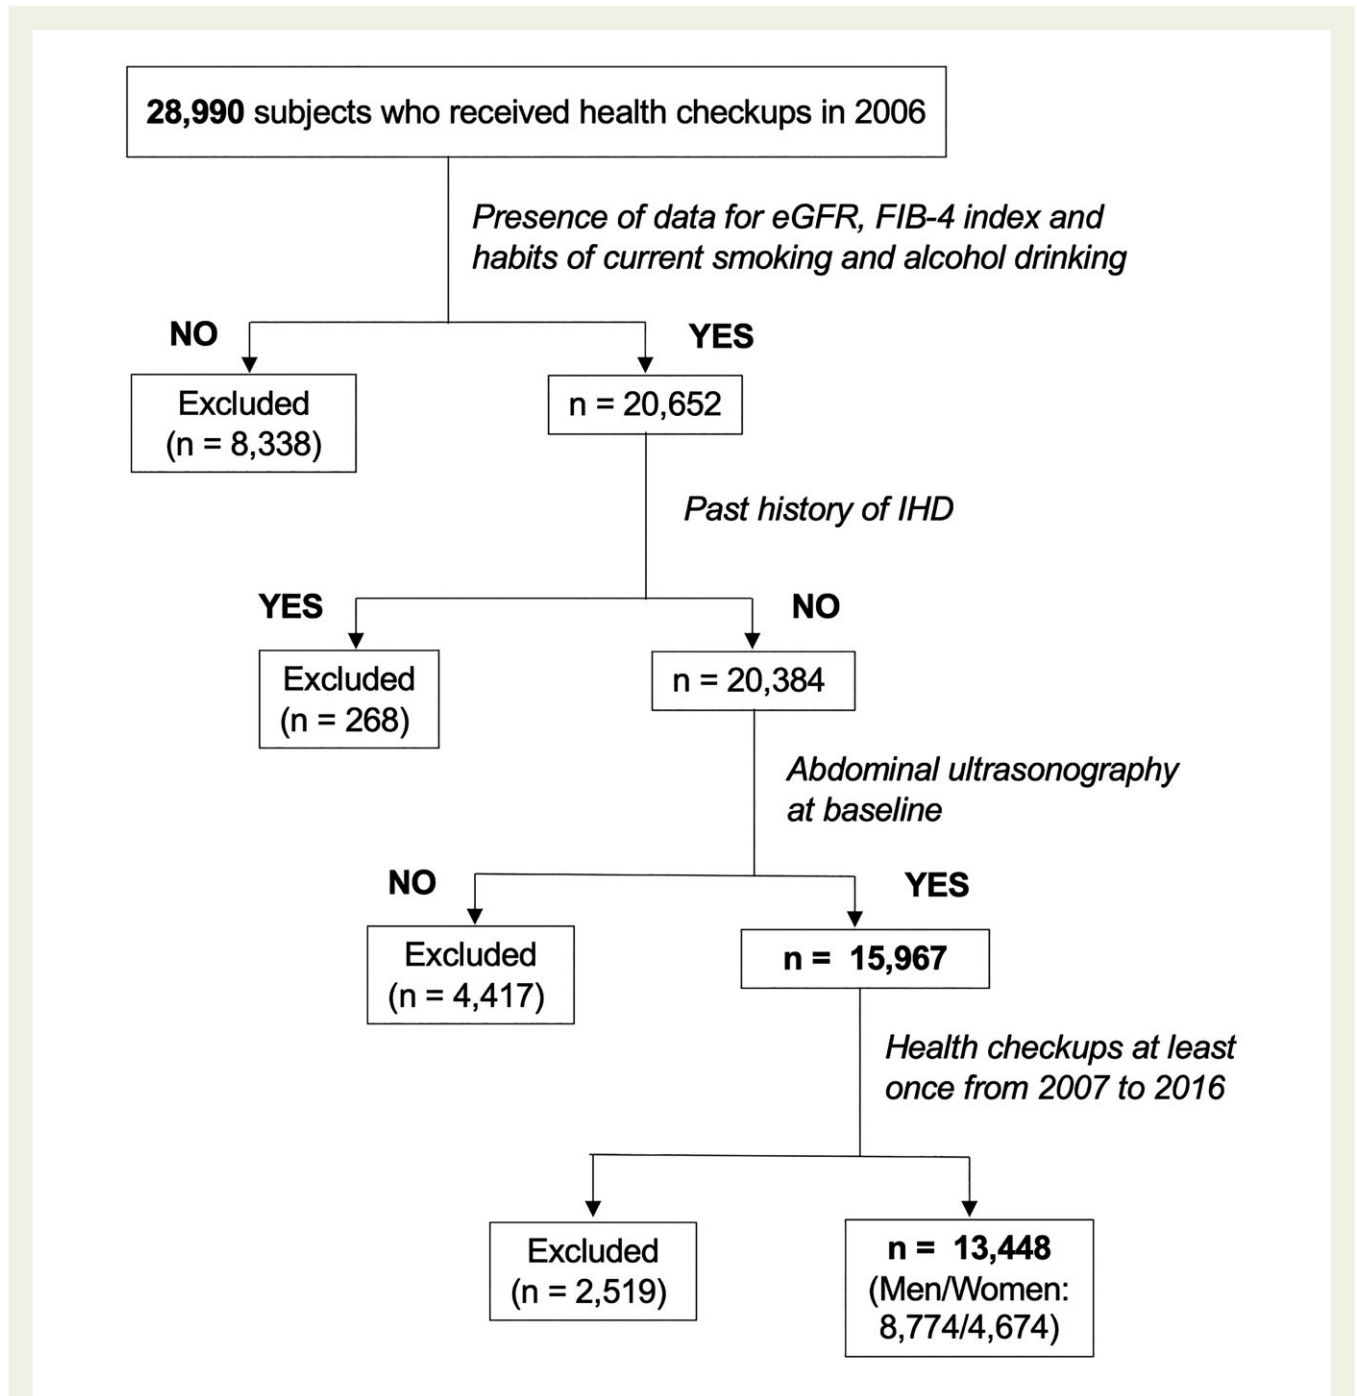 28,990 subjects who received health checkups in 2006
Presence of data for eGFR, FIB-4 index and
habits of current smoking and alcohol drinking
NO
YES
Excluded
(n = 8,338)
n = 20,652
Past history of IHD
YES
NO
Excluded
(n = 268)
n = 20,384
Abdominal ultrasonography
at baseline
NO
YES
Excluded
(n = 4,417)
n = 15,967
Health checkups at least
once from 2007 to 2016
Excluded
(n = 2,519)
n = 13,448
(Men/Women:
8,774/4,674)